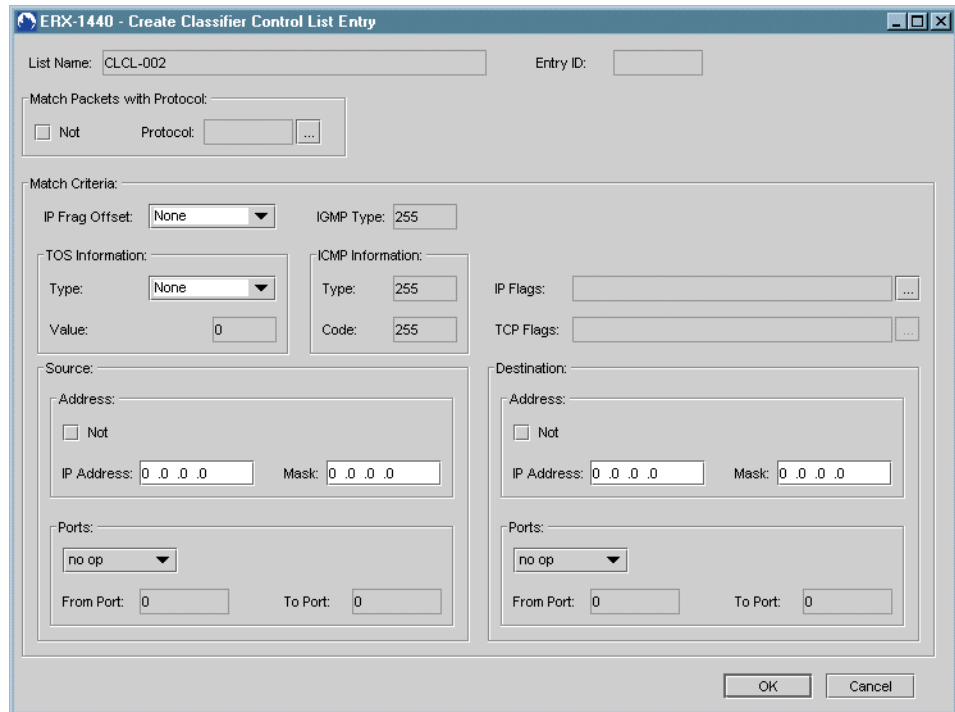 ERX-1440 - Create Classifier Control List Entry
List Name: CLCL-002 Entry ID:
Match Packets with Protocol:
Not Protocol: ...
Match Criteria:
IP Frag Offset: None IGMP Type: 255
TOS Information: ICMP Information:
Type: None Type: 255 IP Flags: ...
Value: 0 Code: 255 TCP Flags: ...
Source: Destination:
Address: Address:
Not Not
IP Address: 0 .0 .0 .0 Mask: 0 .0 .0 .0 IP Address: 0 .0 .0 .0 Mask: 0 .0 .0 .0
Ports: Ports:
no op no op
From Port: 0 To Port: 0 From Port: 0 To Port: 0
OK Cancel